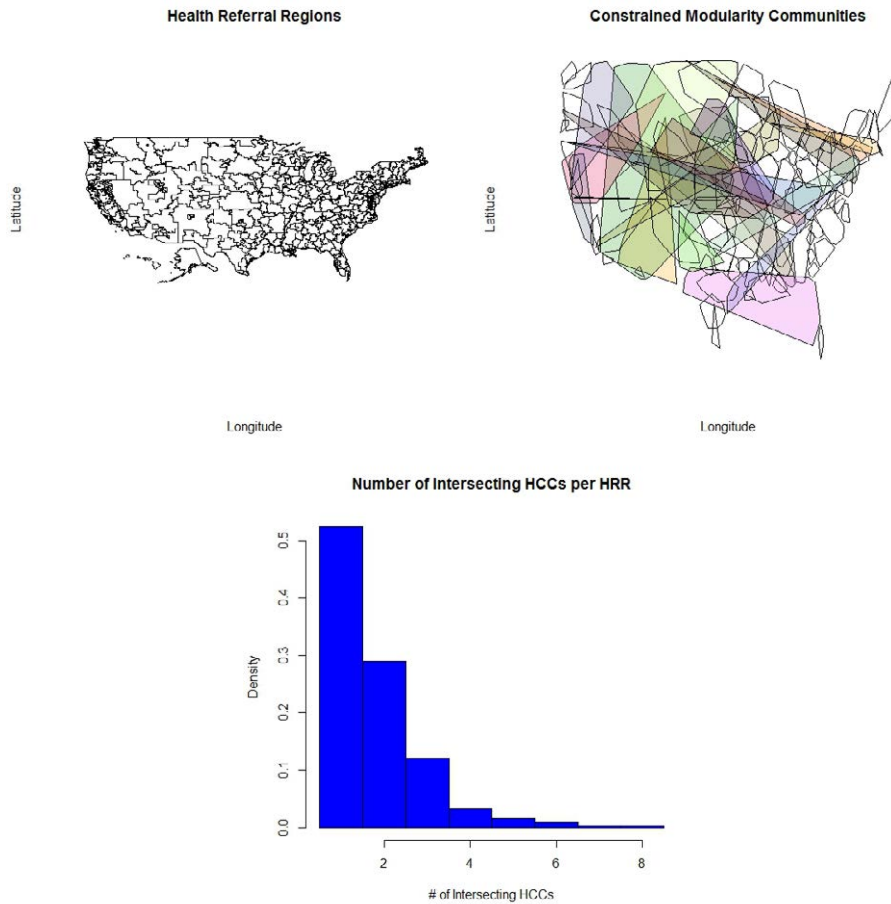 Health Referral Regions
Constrained Modularity Communities
Latitude
Latitude
Longitude
Longitude
Number of Intersecting HCCs per HRR
0.5
0.4
0.3
0.2
0.1
0.0
Density
2 4 6 8
# of Intersecting HCCs